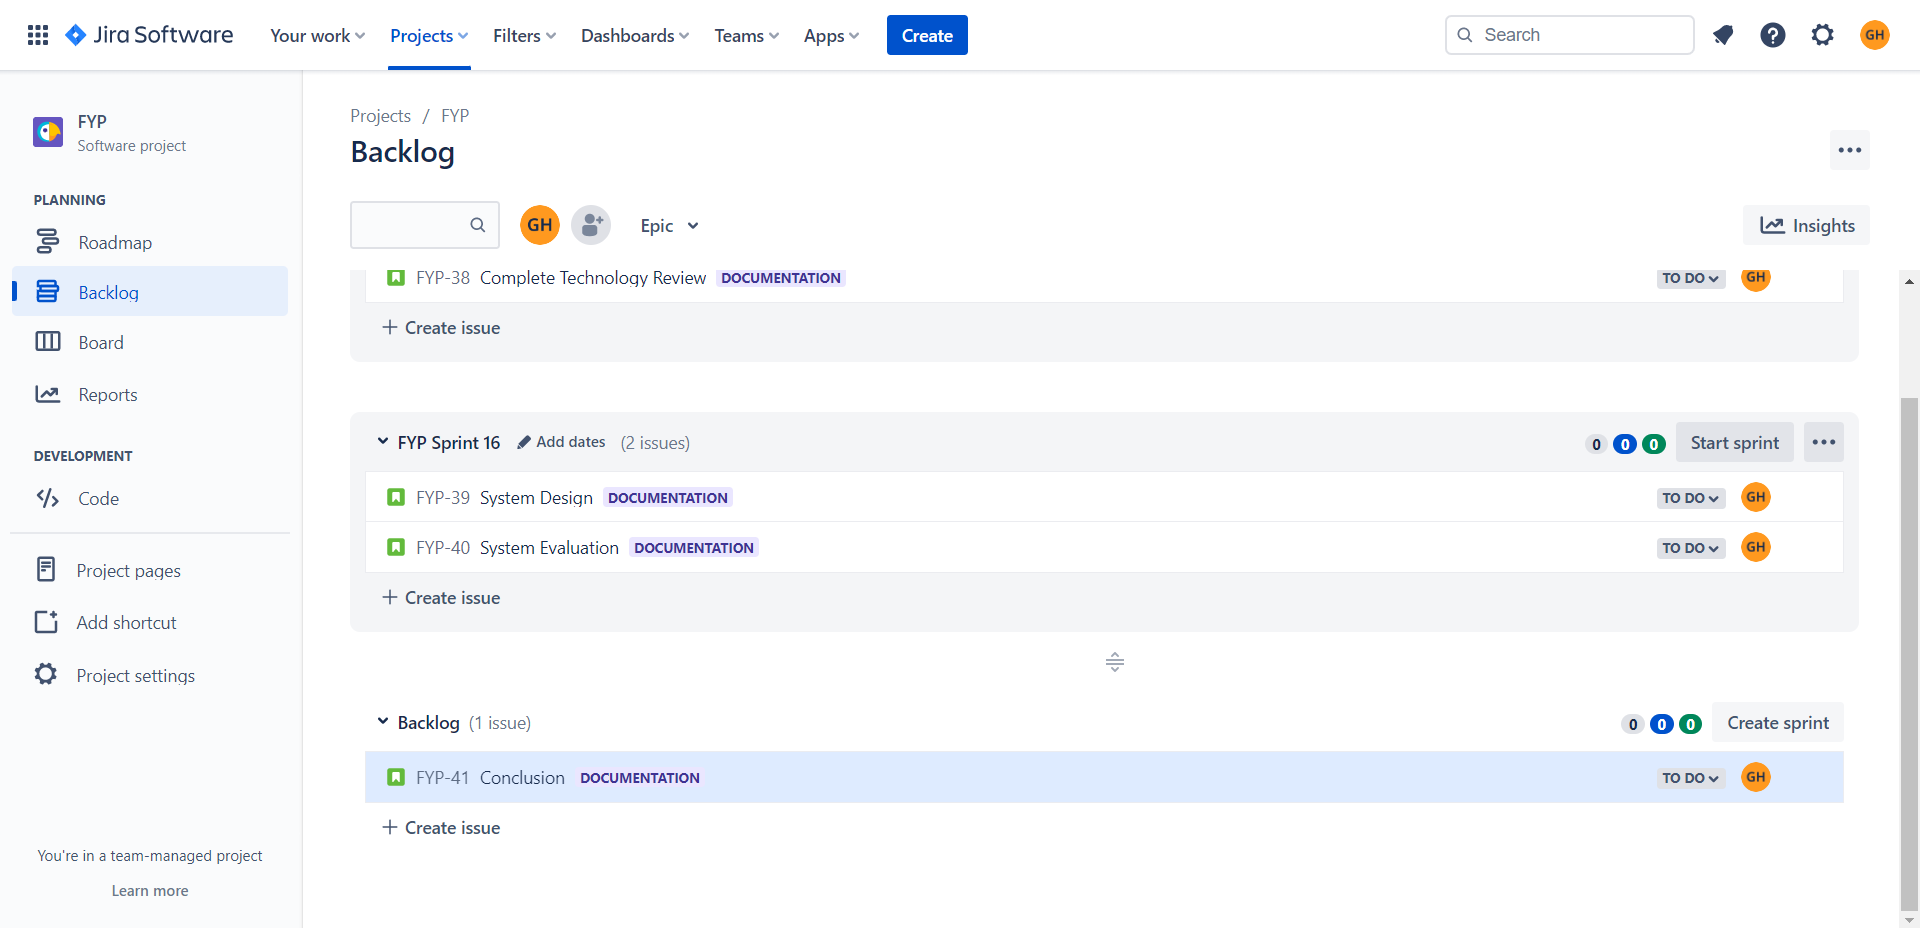 Jira Software Your work Projects Filters Dashboards Teams Apps Create Search GH
FYP
Software project
PLANNING
Roadmap
Backlog
Board
Reports
DEVELOPMENT
Code
Project pages
Add shortcut
Project settings
You're in a team-managed project
Learn more
Projects / FYP
Backlog
GH Epic Insights
FYP-38 Complete Technology Review DOCUMENTATION TO DO GH
+ Create issue
FYP Sprint 16 Add dates (2 issues) 0 0 0 Start sprint
FYP-39 System Design DOCUMENTATION TO DO GH
FYP-40 System Evaluation DOCUMENTATION TO DO GH
+ Create issue
Backlog (1 issue) 0 0 0 Create sprint
FYP-41 Conclusion DOCUMENTATION TO DO GH
+ Create issue